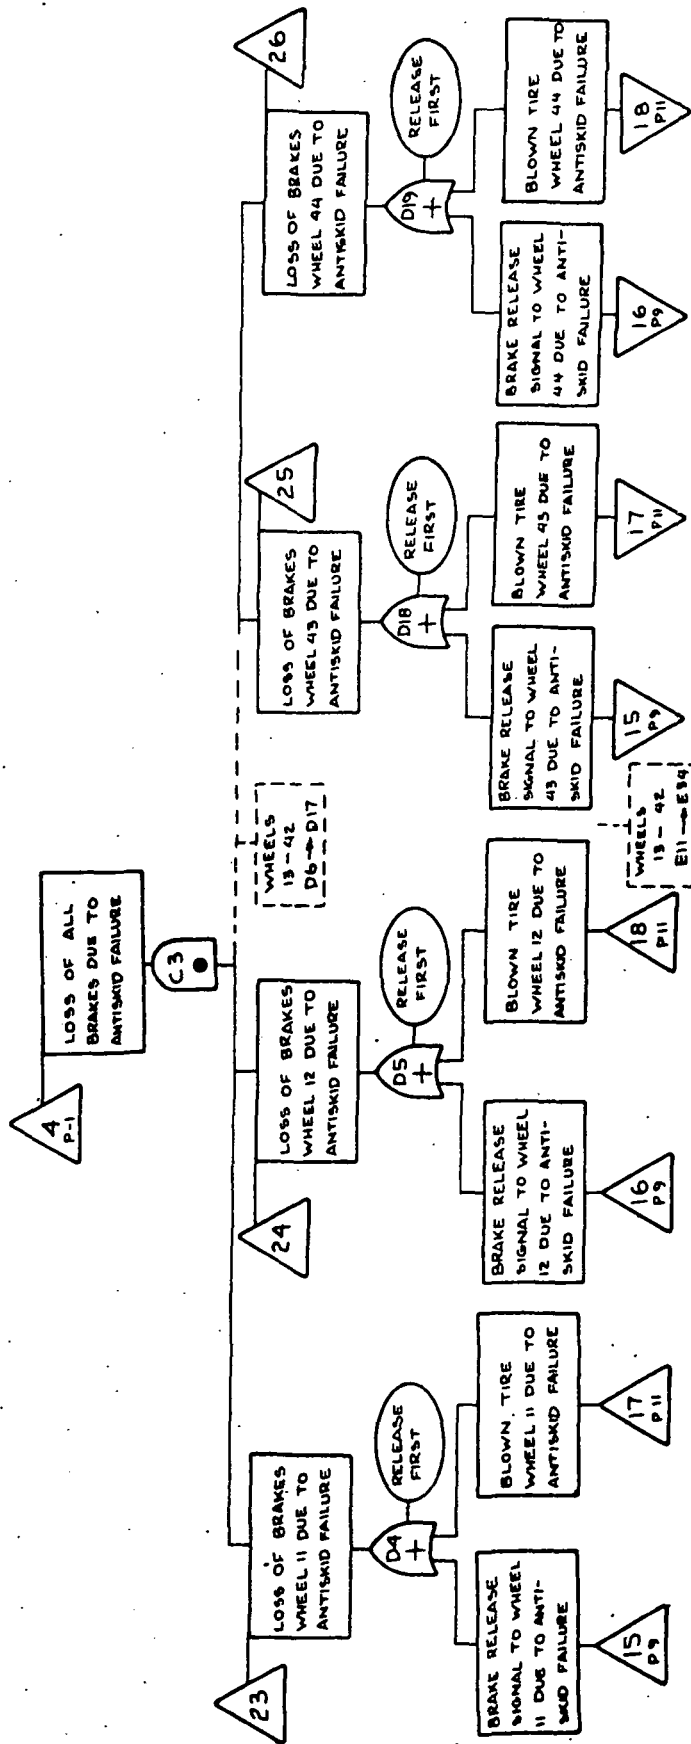 4
P-1
LOSS OF ALL
BRAKES DUE TO
ANTISKID FAILURE
C3
23
LOSS OF BRAKES
WHEEL 11 DUE TO
ANTISKID FAILURE
24
LOSS OF BRAKES
WHEEL 12 DUE TO
ANTISKID FAILURE
WHEELS
13 - 42
D6 → D17
LOSS OF BRAKES
WHEEL 43 DUE TO
ANTISKID FAILURE
25
LOSS OF BRAKES
WHEEL 44 DUE TO
ANTISKID FAILURE
26
D4
+
RELEASE
FIRST
D5
+
RELEASE
FIRST
D18
+
RELEASE
FIRST
D19
+
RELEASE
FIRST
BRAKE RELEASE
SIGNAL TO WHEEL
11 DUE TO ANTI-
SKID FAILURE
BLOWN TIRE
WHEEL 11 DUE TO
ANTISKID FAILURE
BRAKE RELEASE
SIGNAL TO WHEEL
12 DUE TO ANTI-
SKID FAILURE
BLOWN TIRE
WHEEL 12 DUE TO
ANTISKID FAILURE
BRAKE RELEASE
SIGNAL TO WHEEL
43 DUE TO ANTI-
SKID FAILURE
BLOWN TIRE
WHEEL 43 DUE TO
ANTISKID FAILURE
BRAKE RELEASE
SIGNAL TO WHEEL
44 DUE TO ANTI-
SKID FAILURE
BLOWN TIRE
WHEEL 44 DUE TO
ANTISKID FAILURE
15
P9
17
P11
16
P9
18
P11
WHEELS
13 - 42
E11 → E34
15
P9
17
P11
16
P9
18
P11